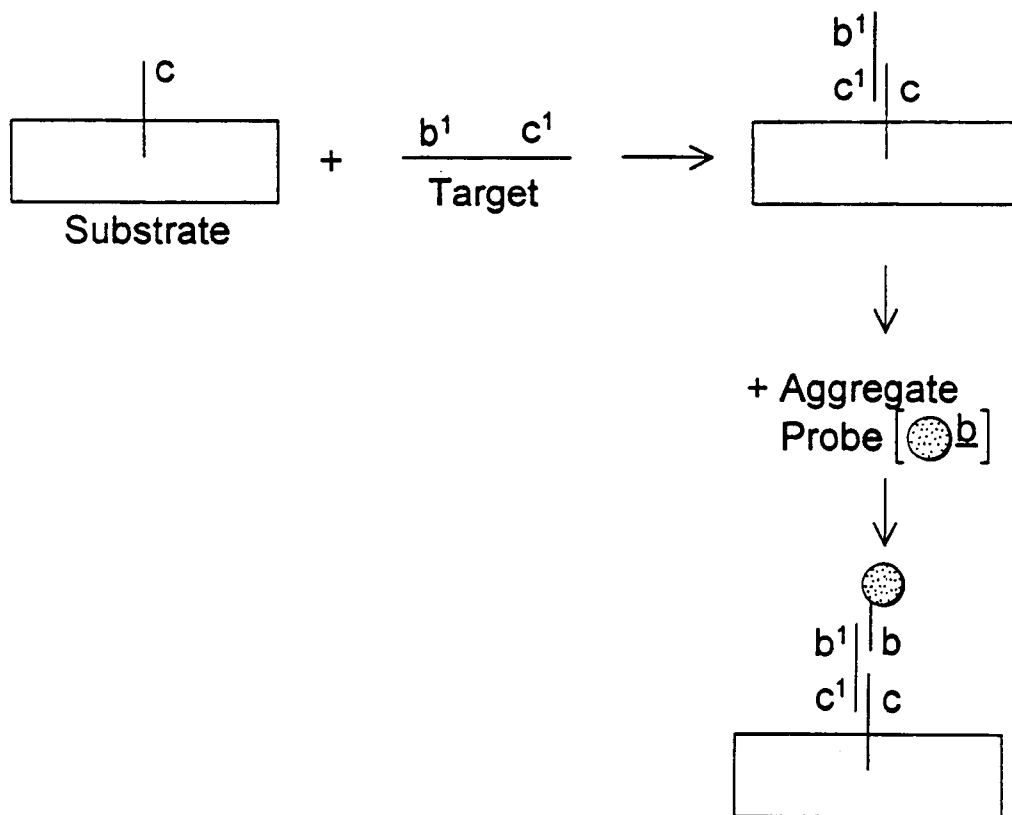 c
Substrate
+
b¹ c¹
Target
b¹
c¹ c
+ Aggregate
Probe [ b]
b¹ b
c¹ c